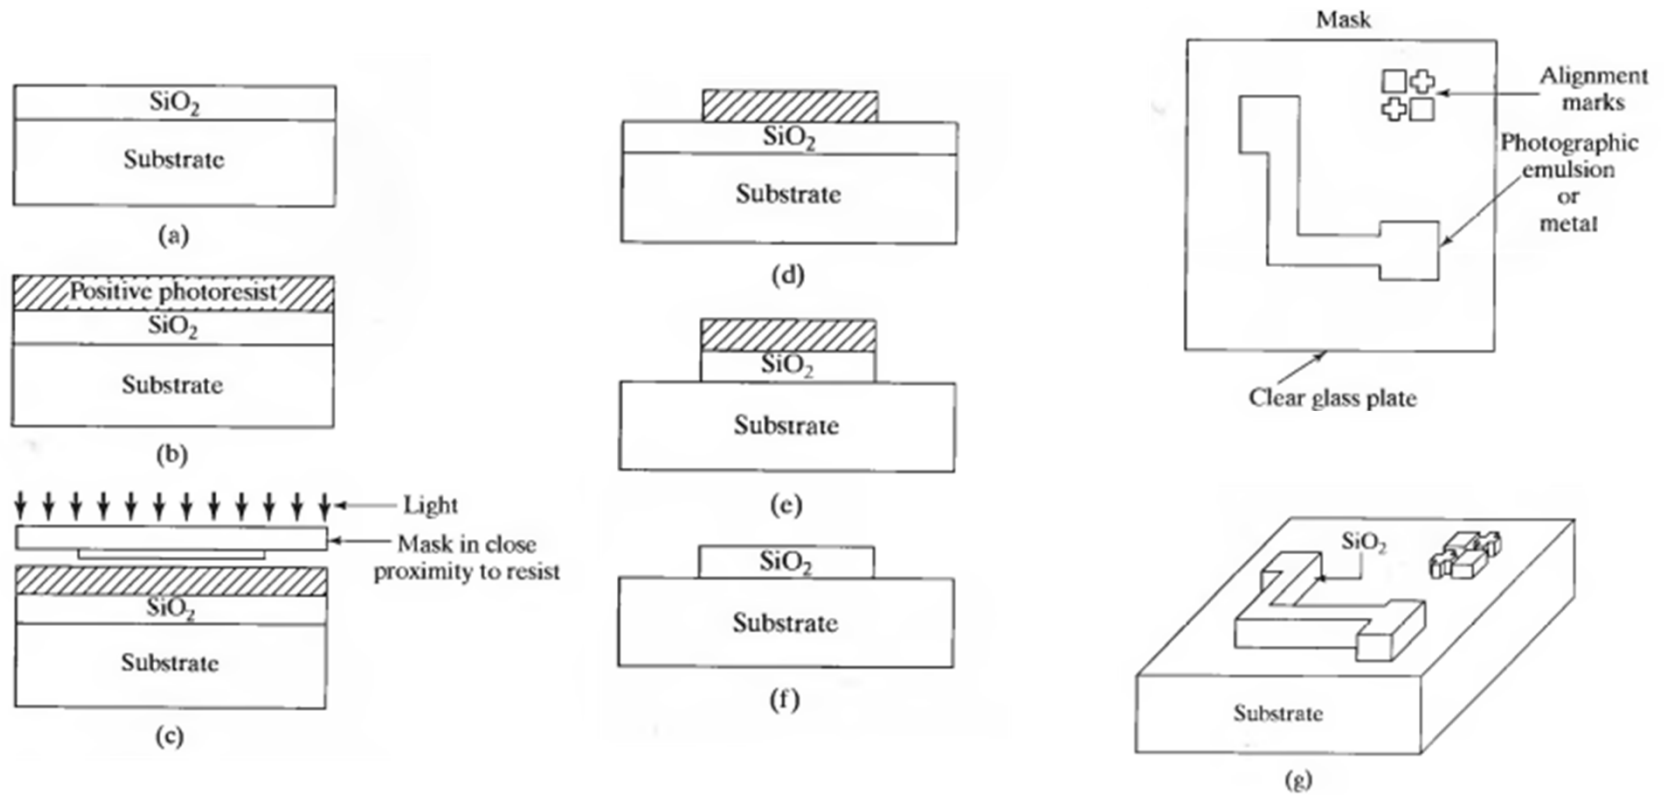 SiO₂
Substrate
(a)
Positive photoresist
SiO₂
Substrate
(b)
Light
Mask in close
proximity to resist
SiO₂
Substrate
(c)
SiO₂
Substrate
(d)
SiO₂
Substrate
(e)
SiO₂
Substrate
(f)
Mask
Alignment
marks
Photographic
emulsion
or
metal
Clear glass plate
SiO₂
Substrate
(g)